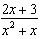 2x + 3
x² + x